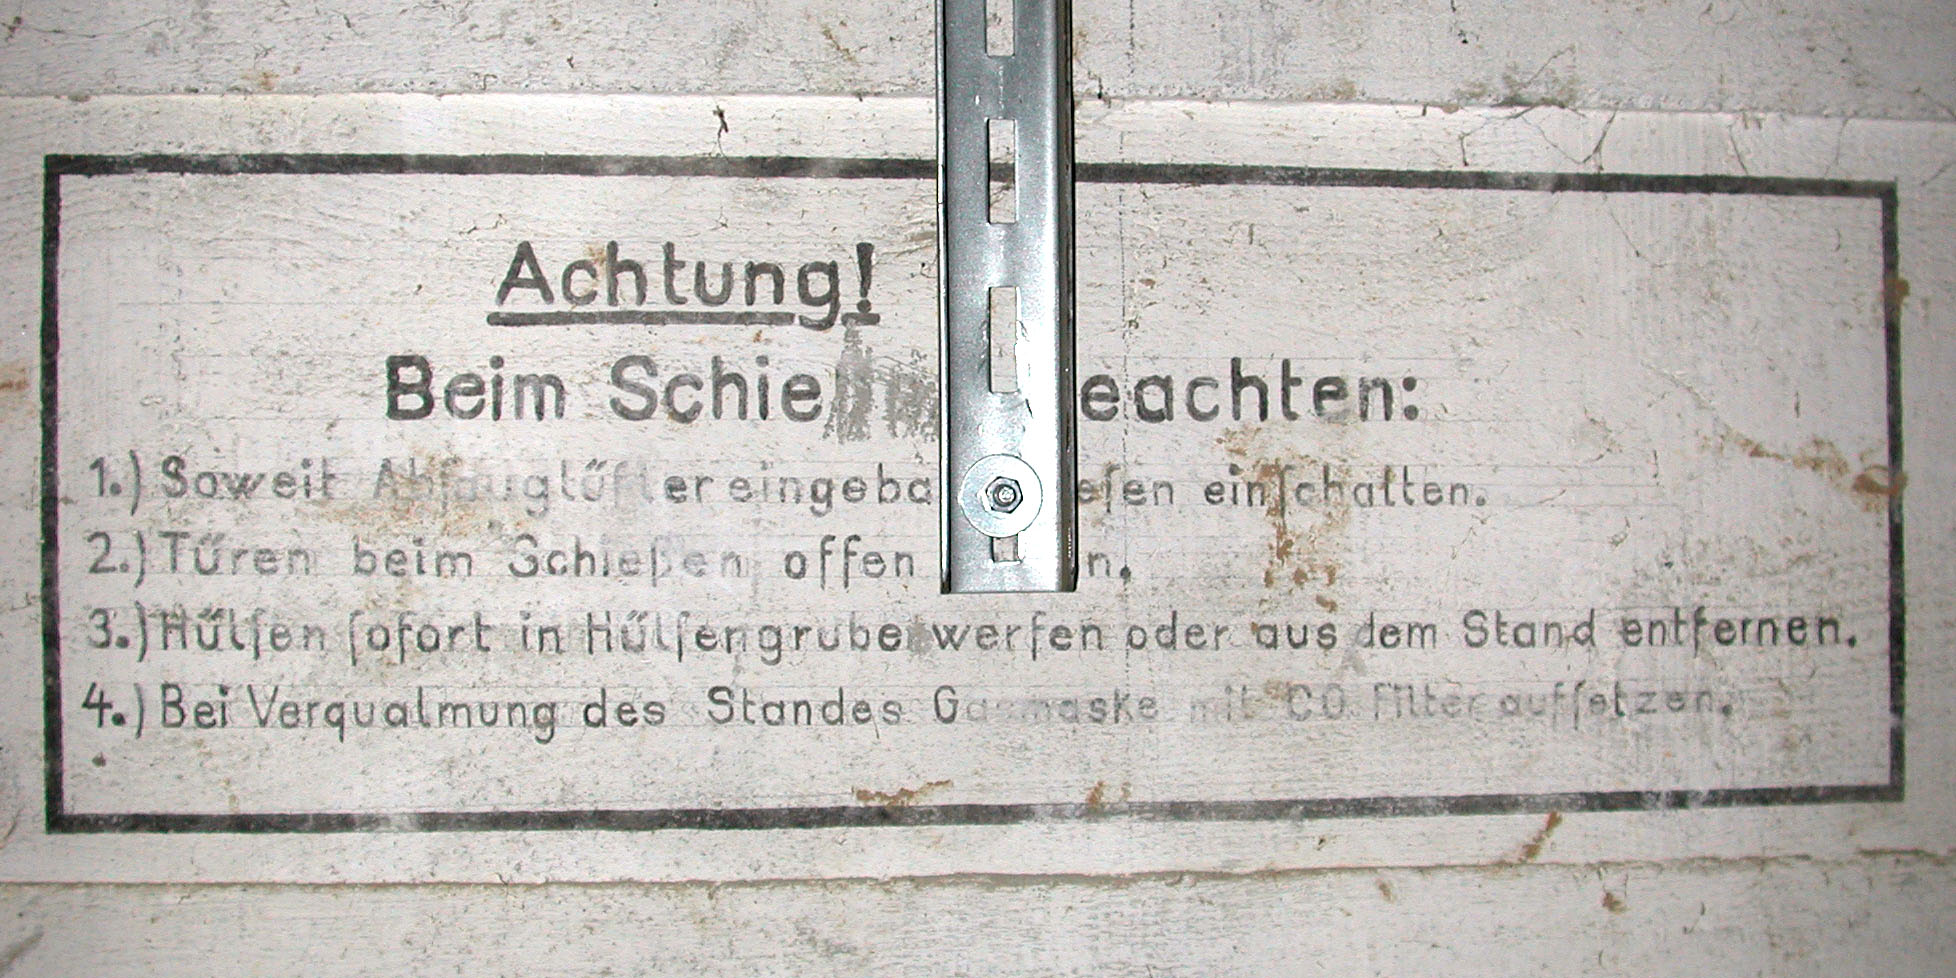 Achtung!
Beim eachten:
1.) Soweit Abſauglüfter eingeba eſen einſchalten.
2.) Türen beim Schießen offen n.
3.) Hülſen ſofort in Hülſengrube werfen oder aus dem Stand entfernen.
4.) Bei Verqualmung des Standes Gasmaske mit CO Filter aufſetzen.